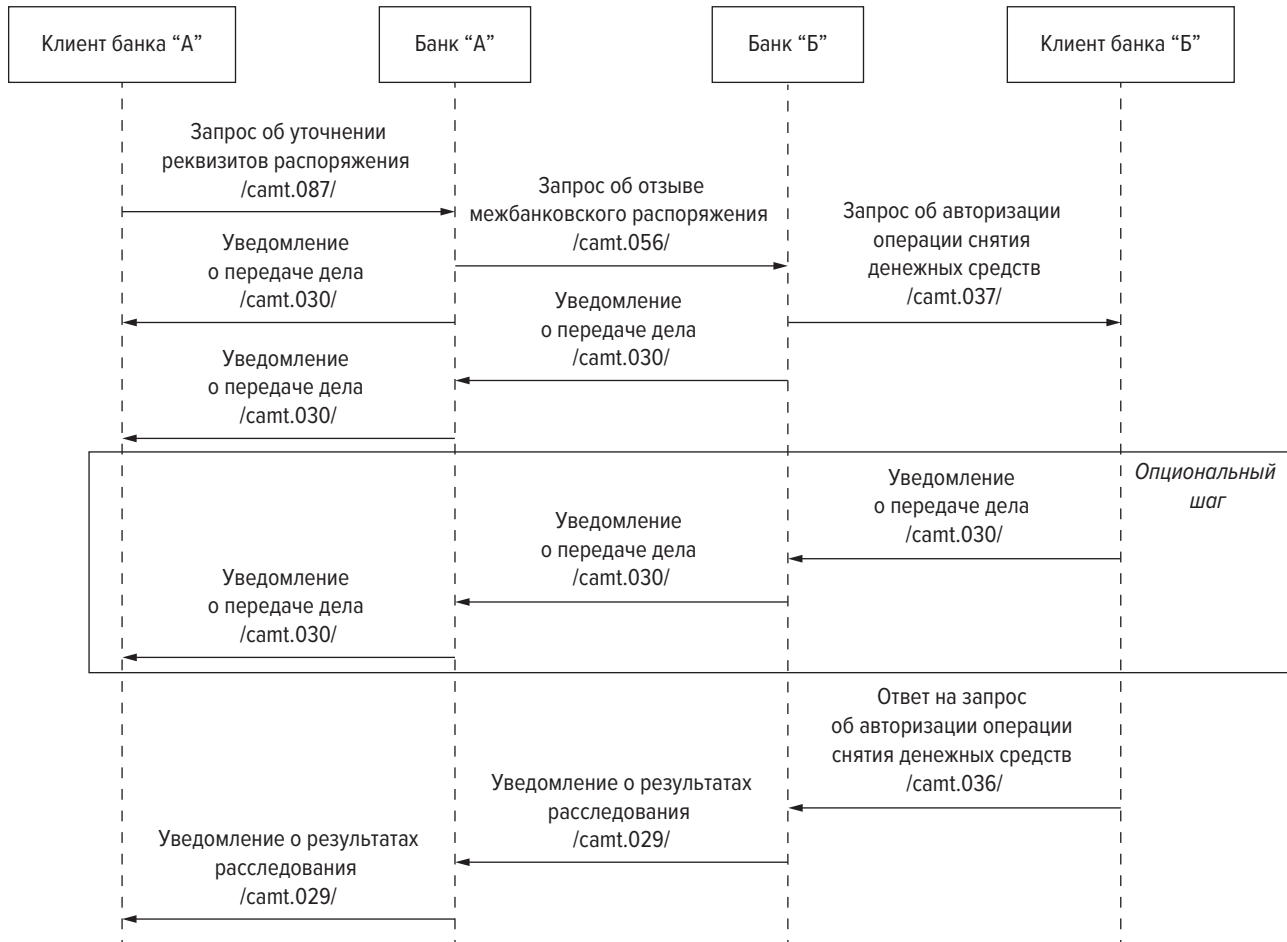 Клиент банка “А”
Банк “А”
Банк “Б”
Клиент банка “Б”
Запрос об уточнении
реквизитов распоряжения
/camt.087/
Запрос об отзыве
межбанковского распоряжения
/camt.056/
Запрос об авторизации
операции снятия
денежных средств
/camt.037/
Уведомление
о передаче дела
/camt.030/
Уведомление
о передаче дела
/camt.030/
Уведомление
о передаче дела
/camt.030/
Опциональный
шаг
Уведомление
о передаче дела
/camt.030/
Уведомление
о передаче дела
/camt.030/
Уведомление
о передаче дела
/camt.030/
Ответ на запрос
об авторизации операции
снятия денежных средств
/camt.036/
Уведомление о результатах
расследования
/camt.029/
Уведомление о результатах
расследования
/camt.029/